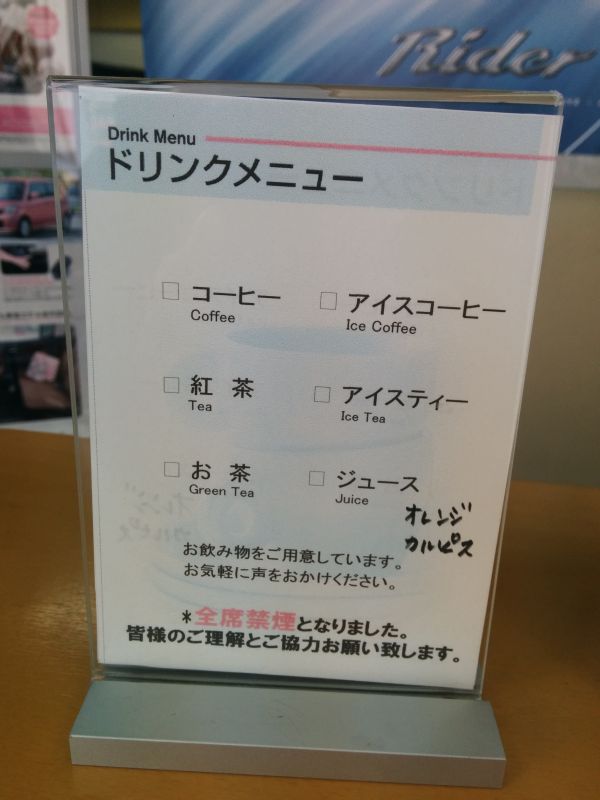 Rider
Drink Menu
ドリンクメニュー
□ コーヒー
Coffee
□ アイスコーヒー
Ice Coffee
□ 紅 茶
Tea
□ アイスティー
Ice Tea
□ お 茶
Green Tea
□ ジュース
Juice
オレンジ
カルピス
お飲み物をご用意しています。
お気軽に声をおかけください。
*全席禁煙となりました。
皆様のご理解とご協力お願い致します。